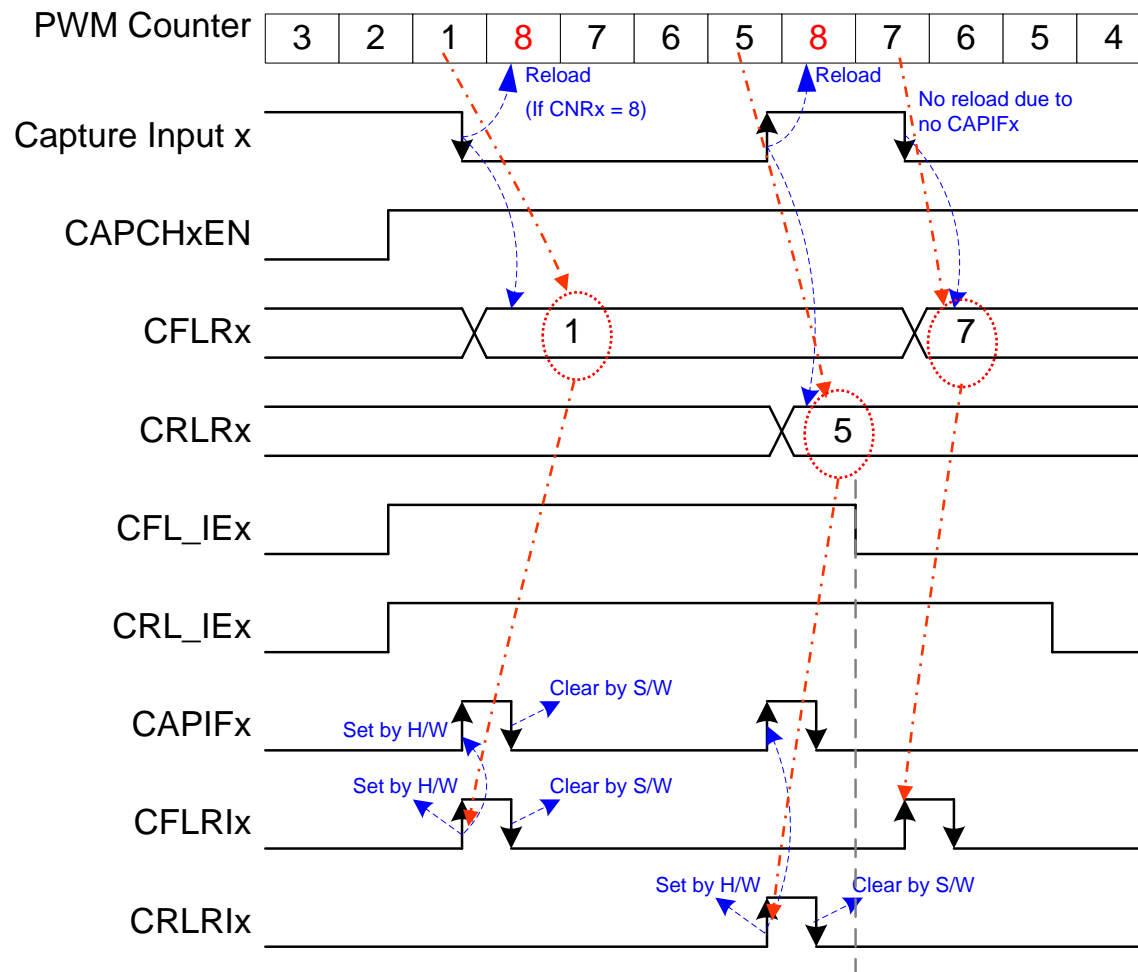 PWM Counter 3 2 1 8 7 6 5 8 7 6 5 4
Reload
(If CNRx = 8)
Reload
No reload due to
no CAPIFx
Capture Input x
CAPCHxEN
CFLRx 1 7
CRLRx 5
CFL_IEx
CRL_IEx
Clear by S/W
CAPIFx
Set by H/W
Set by H/W
Clear by S/W
CFLRIx
Set by H/W
Clear by S/W
CRLRIx